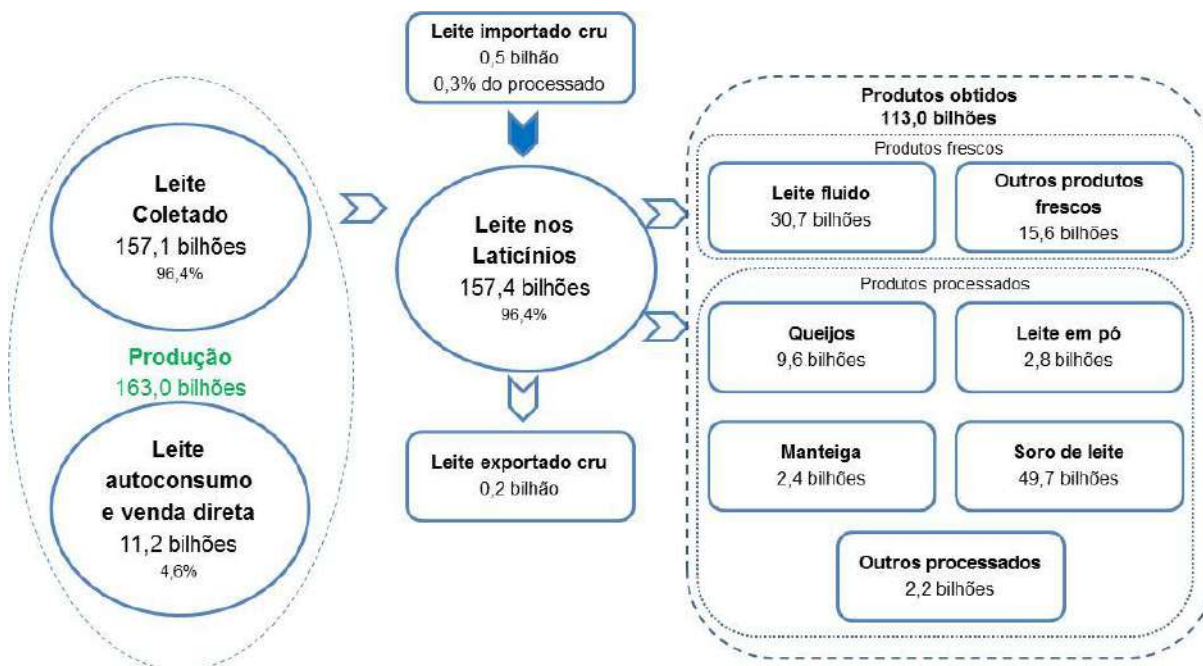 Leite importado cru
0,5 bilhão
0,3% do processado
Leite
Coletado
157,1 bilhões
96,4%
Produção
163,0 bilhões
Leite
autoconsumo
e venda direta
11,2 bilhões
4,6%
Leite nos
Laticínios
157,4 bilhões
96,4%
Leite exportado cru
0,2 bilhão
Produtos obtidos
113,0 bilhões
Produtos frescos
Leite fluido
30,7 bilhões
Outros produtos
frescos
15,6 bilhões
Produtos processados
Queijos
9,6 bilhões
Leite em pó
2,8 bilhões
Manteiga
2,4 bilhões
Soro de leite
49,7 bilhões
Outros processados
2,2 bilhões